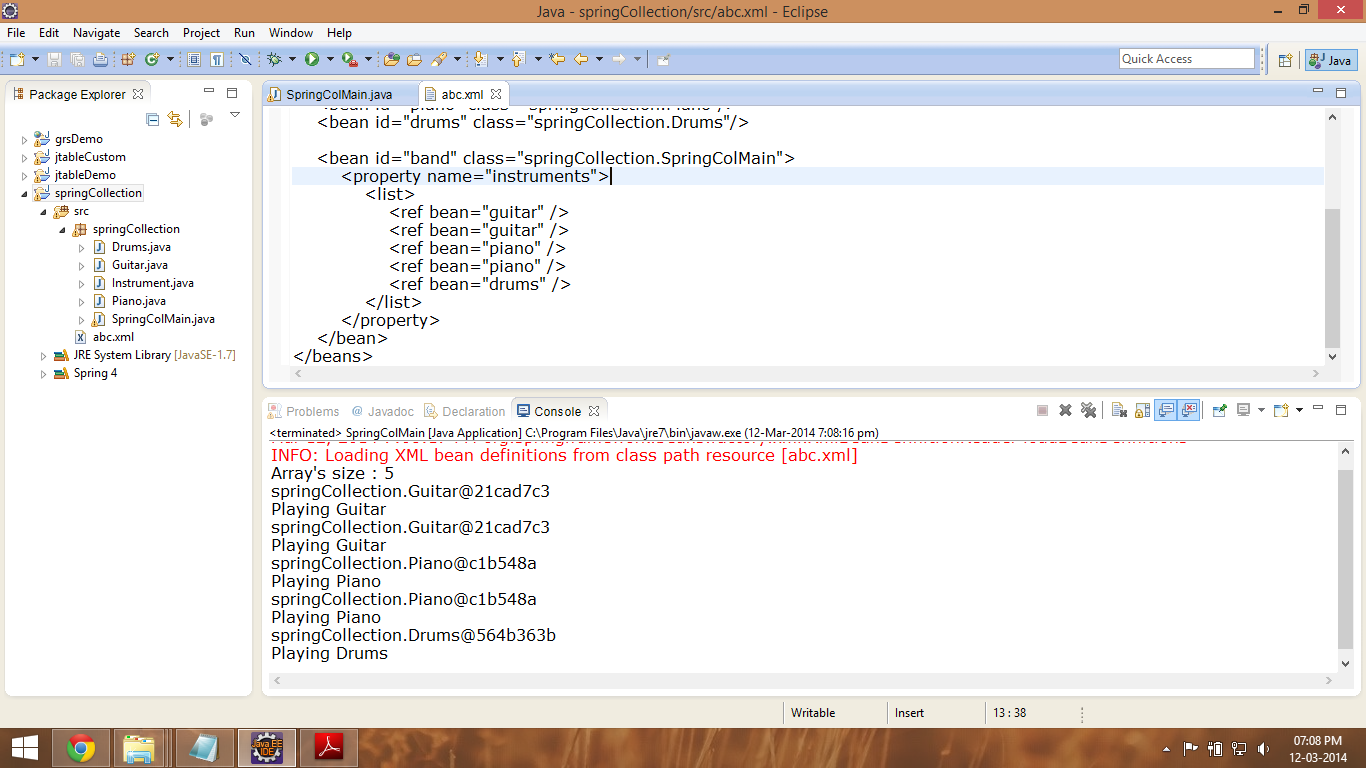 Java - springCollection/src/abc.xml - Eclipse
File Edit Navigate Search Project Run Window Help
Quick Access
Java
Package Explorer
grsDemo
jtableCustom
jtableDemo
springCollection
src
springCollection
Drums.java
Guitar.java
Instrument.java
Piano.java
SpringColMain.java
abc.xml
JRE System Library [JavaSE-1.7]
Spring 4
SpringColMain.java
abc.xml
<bean id="piano" class="springCollection.Piano"/>
<bean id="drums" class="springCollection.Drums"/>
<bean id="band" class="springCollection.SpringColMain">
<property name="instruments">
<list>
<ref bean="guitar" />
<ref bean="guitar" />
<ref bean="piano" />
<ref bean="piano" />
<ref bean="drums" />
</list>
</property>
</bean>
</beans>
Problems @ Javadoc Declaration Console
<terminated> SpringColMain [Java Application] C:\Program Files\Java\jre7\bin\javaw.exe (12-Mar-2014 7:08:16 pm)
INFO: Loading XML bean definitions from class path resource [abc.xml]
Array's size : 5
springCollection.Guitar@21cad7c3
Playing Guitar
springCollection.Guitar@21cad7c3
Playing Guitar
springCollection.Piano@c1b548a
Playing Piano
springCollection.Piano@c1b548a
Playing Piano
springCollection.Drums@564b363b
Playing Drums
Writable
Insert
13 : 38
Java EE
IDE
07:08 PM
12-03-2014